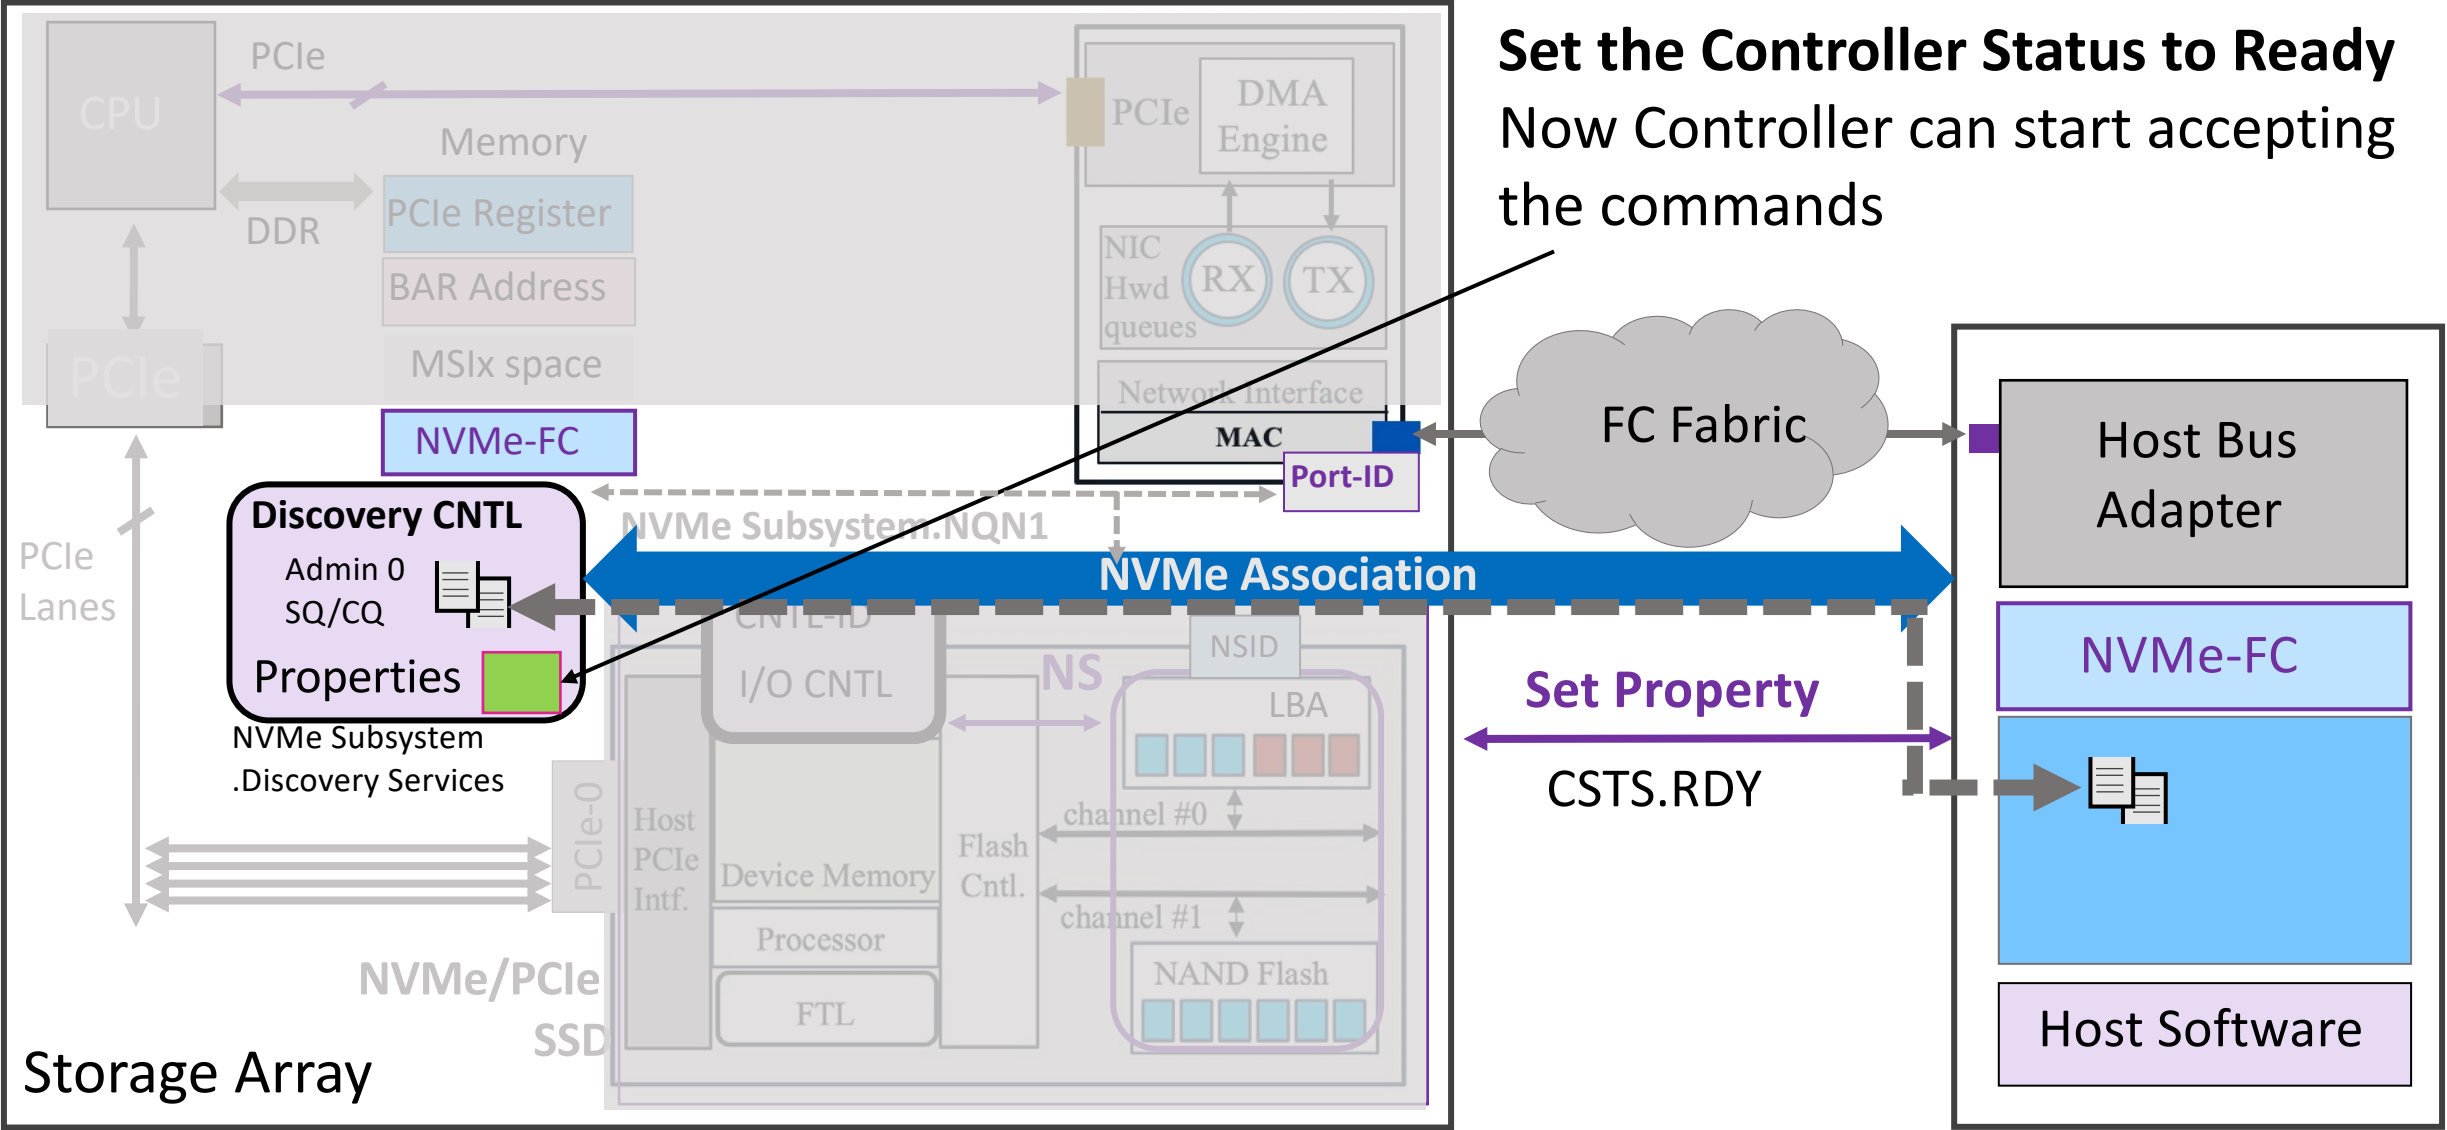 Set the Controller Status to Ready
Now Controller can start accepting
the commands
CPU
PCIe
Memory
DDR
PCIe Register
BAR Address
MSIx space
PCIe
NVMe-FC
PCIe
DMA
Engine
NIC
Hwd
queues
RX
TX
Network Interface
MAC
Port-ID
FC Fabric
Host Bus
Adapter
NVMe-FC
Host Software
Discovery CNTL
Admin 0
SQ/CQ
Properties
NVMe Subsystem
.Discovery Services
NVMe Subsystem.NQN1
NVMe Association
PCIe
Lanes
CNTL-ID
I/O CNTL
NS
NSID
LBA
Set Property
CSTS.RDY
PCIe-0
Host
PCIe
Intf.
Device Memory
Processor
FTL
Flash
Cntl.
channel #0
channel #1
NAND Flash
NVMe/PCIe
SSD
Storage Array